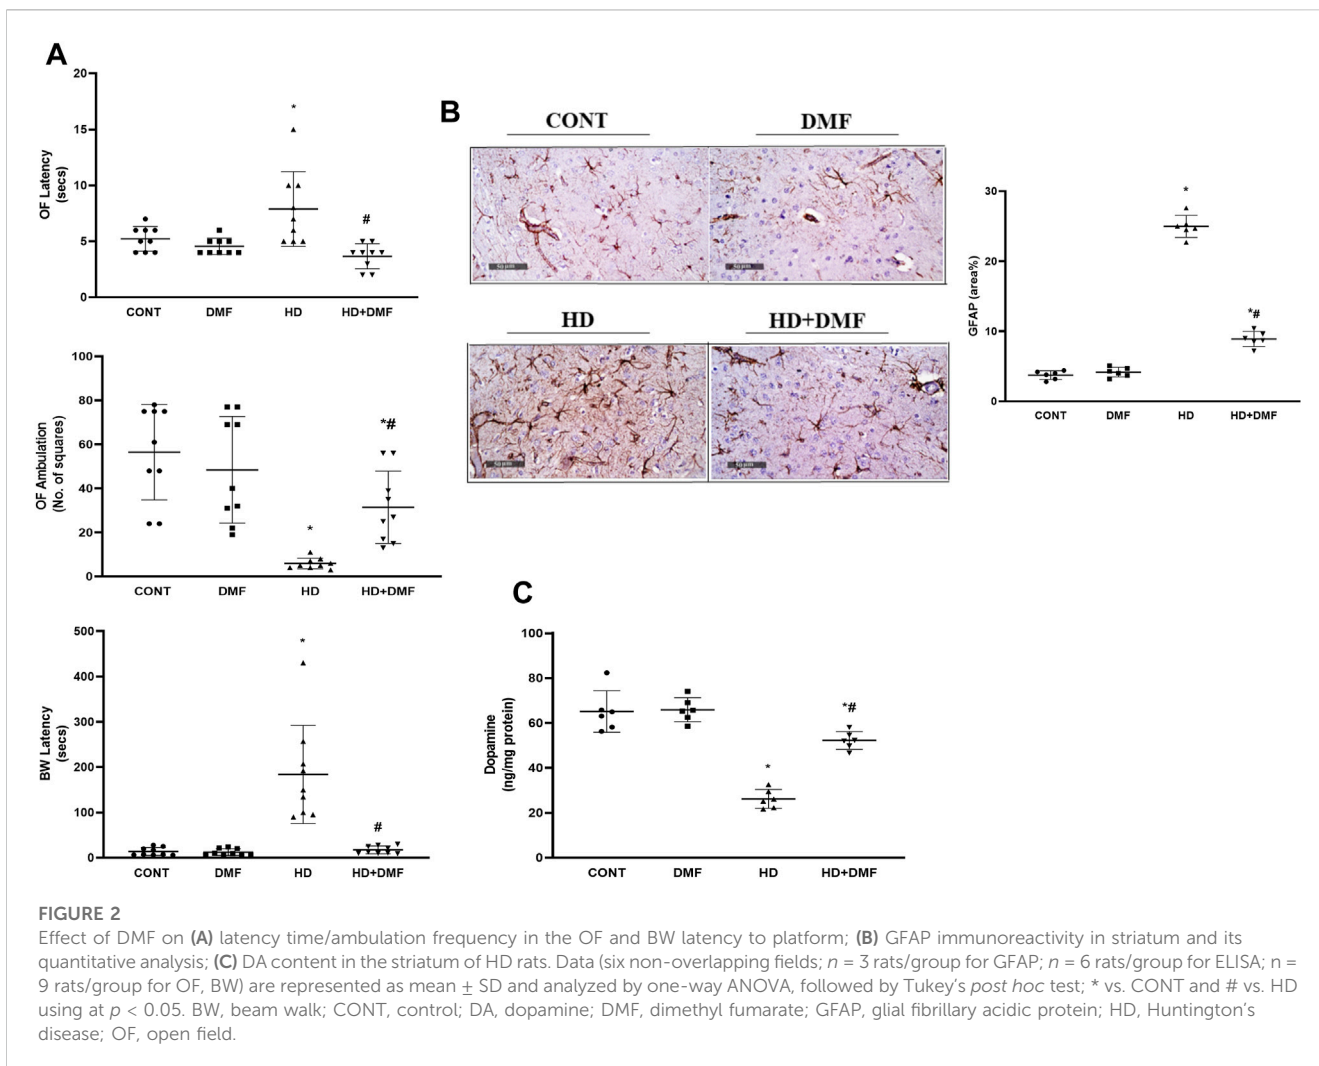 A
20
15
10
5
0
OF Latency
(secs)
*
#
CONT
DMF
HD
HD+DMF
100
80
60
40
20
0
OF Ambulation
(No. of squares)
*
*#
CONT
DMF
HD
HD+DMF
500
400
300
200
100
0
BW Latency
(secs)
*
#
CONT
DMF
HD
HD+DMF
B
CONT
DMF
50 µm
50 µm
HD
HD+DMF
50 µm
50 µm
30
20
10
0
GFAP (area%)
*
*#
CONT
DMF
HD
HD+DMF
C
100
80
60
40
20
0
Dopamine
(ng/mg protein)
*
*#
CONT
DMF
HD
HD+DMF
FIGURE 2
Effect of DMF on (A) latency time/ambulation frequency in the OF and BW latency to platform; (B) GFAP immunoreactivity in striatum and its
quantitative analysis; (C) DA content in the striatum of HD rats. Data (six non-overlapping fields; n = 3 rats/group for GFAP; n = 6 rats/group for ELISA; n =
9 rats/group for OF, BW) are represented as mean ± SD and analyzed by one-way ANOVA, followed by Tukey's post hoc test; * vs. CONT and # vs. HD
using at p < 0.05. BW, beam walk; CONT, control; DA, dopamine; DMF, dimethyl fumarate; GFAP, glial fibrillary acidic protein; HD, Huntington's
disease; OF, open field.